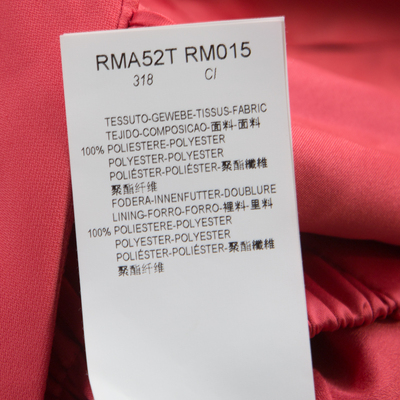 RMA52T RM015
318 CI
TESSUTO-GEWEBE-TISSUS-FABRIC
TEJIDO-COMPOSICAO-面料-面料
100% POLIESTERE-POLYESTER
POLYESTER-POLYESTER
POLIÉSTER-POLIÉSTER-聚酯纖維
聚酯纤维
FODERA-INNENFUTTER-DOUBLURE
LINING-FORRO-FORRO-裡料-里料
100% POLIESTERE-POLYESTER
POLYESTER-POLYESTER
POLIÉSTER-POLIÉSTER-聚酯纖維
聚酯纤维